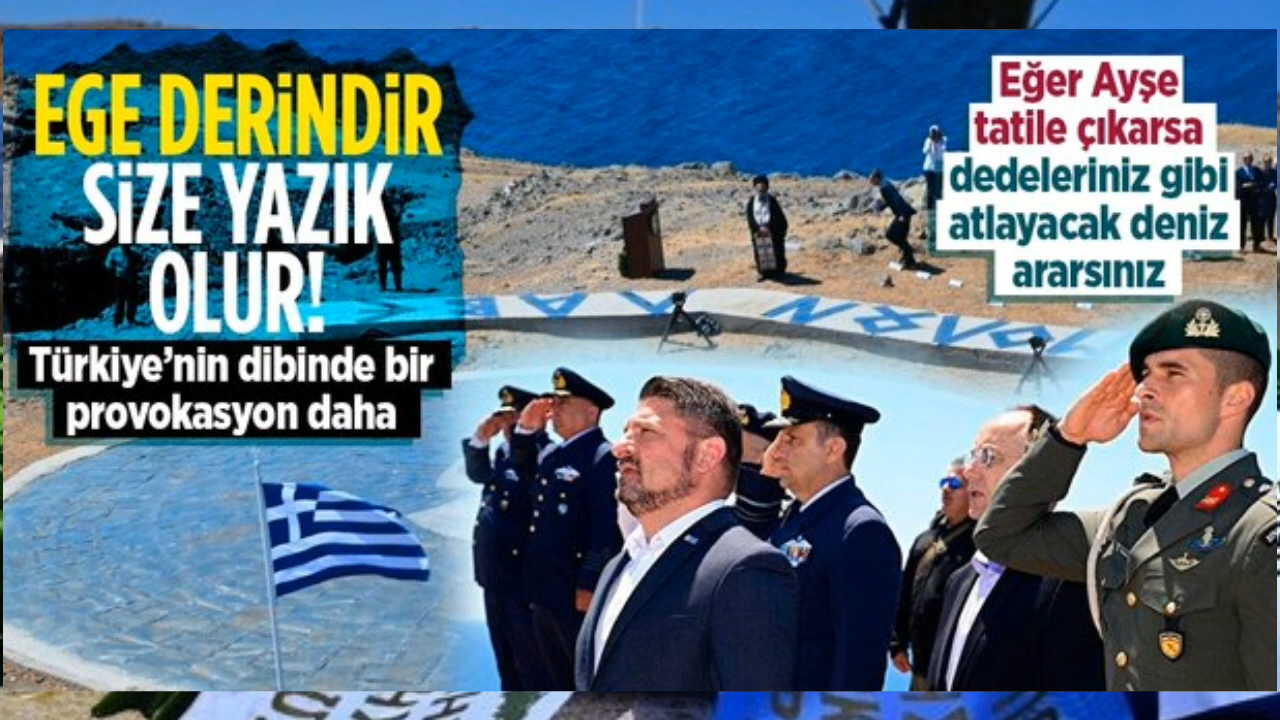 EGE DERİNDİR
SİZE YAZIK
OLUR!
Türkiye’nin dibinde bir
provokasyon daha
Eğer Ayşe
tatile çıkarsa
dedeleriniz gibi
atlayacak deniz
ararsınız